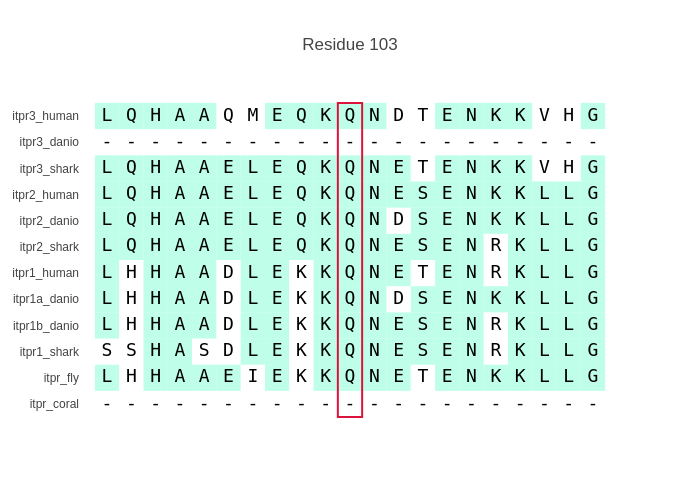 Residue 103
itpr3_human L Q H A A Q M E Q K Q N D T E N K K V H G
itpr3_danio - - - - - - - - - - - - - - - - - - - - -
itpr3_shark L Q H A A E L E Q K Q N E T E N K K V H G
itpr2_human L Q H A A E L E Q K Q N E S E N K K L L G
itpr2_danio L Q H A A E L E Q K Q N D S E N K K L L G
itpr2_shark L Q H A A E L E Q K Q N E S E N R K L L G
itpr1_human L H H A A D L E K K Q N E T E N R K L L G
itpr1a_danio L H H A A D L E K K Q N D S E N K K L L G
itpr1b_danio L H H A A D L E K K Q N E S E N R K L L G
itpr1_shark S S H A S D L E K K Q N E S E N R K L L G
itpr_fly L H H A A E I E K K Q N E T E N K K L L G
itpr_coral - - - - - - - - - - - - - - - - - - - - -